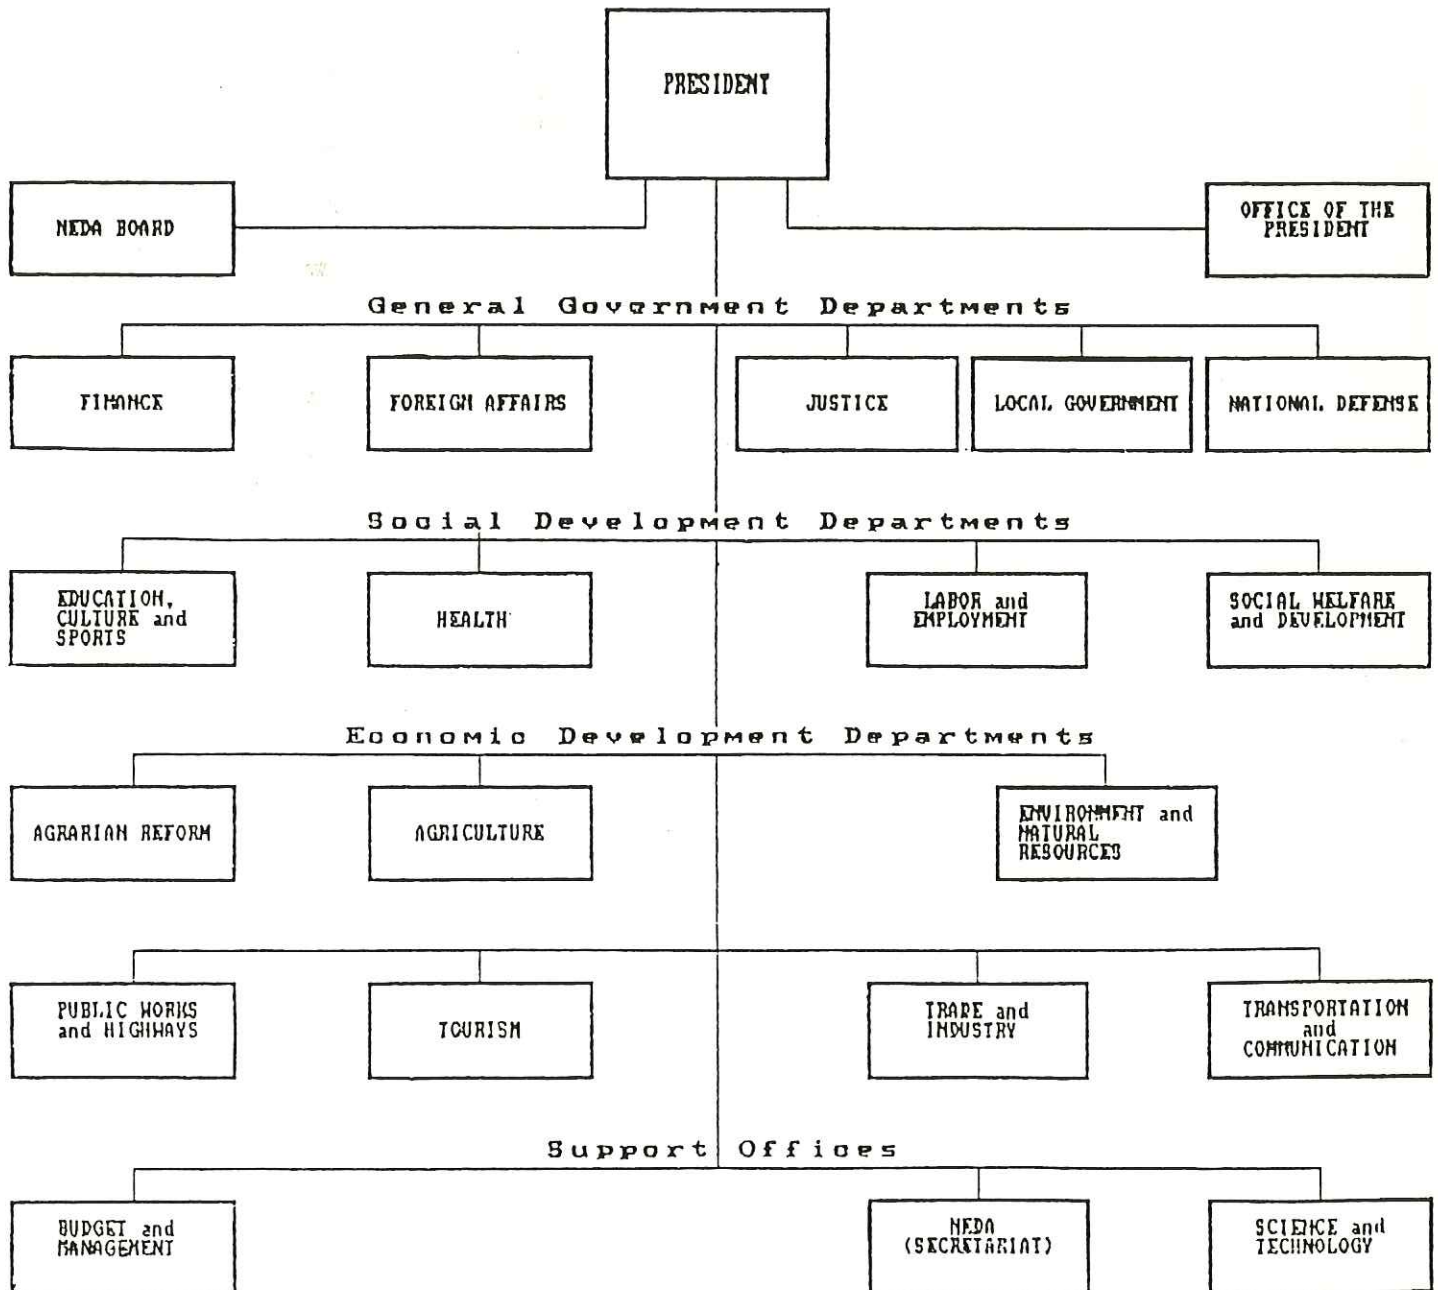 PRESIDENT
NEDA BOARD
OFFICE OF THE
PRESIDENT
General Government Departments
FINANCE
FOREIGN AFFAIRS
JUSTICE
LOCAL GOVERNMENT
NATIONAL DEFENSE
Social Development Departments
EDUCATION,
CULTURE and
SPORTS
HEALTH
LABOR and
EMPLOYMENT
SOCIAL WELFARE
and DEVELOPMENT
Economic Development Departments
AGRARIAN REFORM
AGRICULTURE
ENVIRONMENT and
NATURAL
RESOURCES
PUBLIC WORKS
and HIGHWAYS
TOURISM
TRADE and
INDUSTRY
TRANSPORTATION
and
COMMUNICATION
Support Offices
BUDGET and
MANAGEMENT
NEDA
(SECRETARIAT)
SCIENCE and
TECHNOLOGY